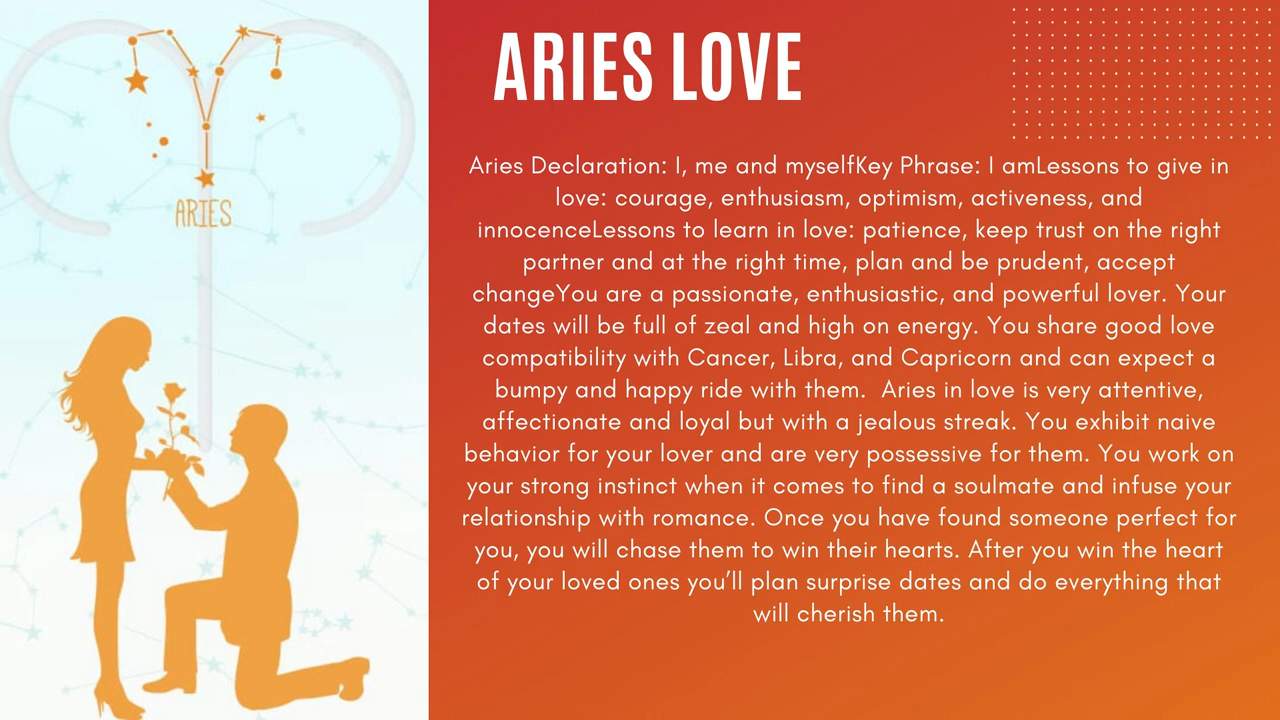 ARIES
ARIES LOVE
Aries Declaration: I, me and myselfKey Phrase: I amLessons to give in
love: courage, enthusiasm, optimism, activeness, and
innocenceLessons to learn in love: patience, keep trust on the right
partner and at the right time, plan and be prudent, accept
changeYou are a passionate, enthusiastic, and powerful lover. Your
dates will be full of zeal and high on energy. You share good love
compatibility with Cancer, Libra, and Capricorn and can expect a
bumpy and happy ride with them.  Aries in love is very attentive,
affectionate and loyal but with a jealous streak. You exhibit naive
behavior for your lover and are very possessive for them. You work on
your strong instinct when it comes to find a soulmate and infuse your
relationship with romance. Once you have found someone perfect for
you, you will chase them to win their hearts. After you win the heart
of your loved ones you’ll plan surprise dates and do everything that
will cherish them.